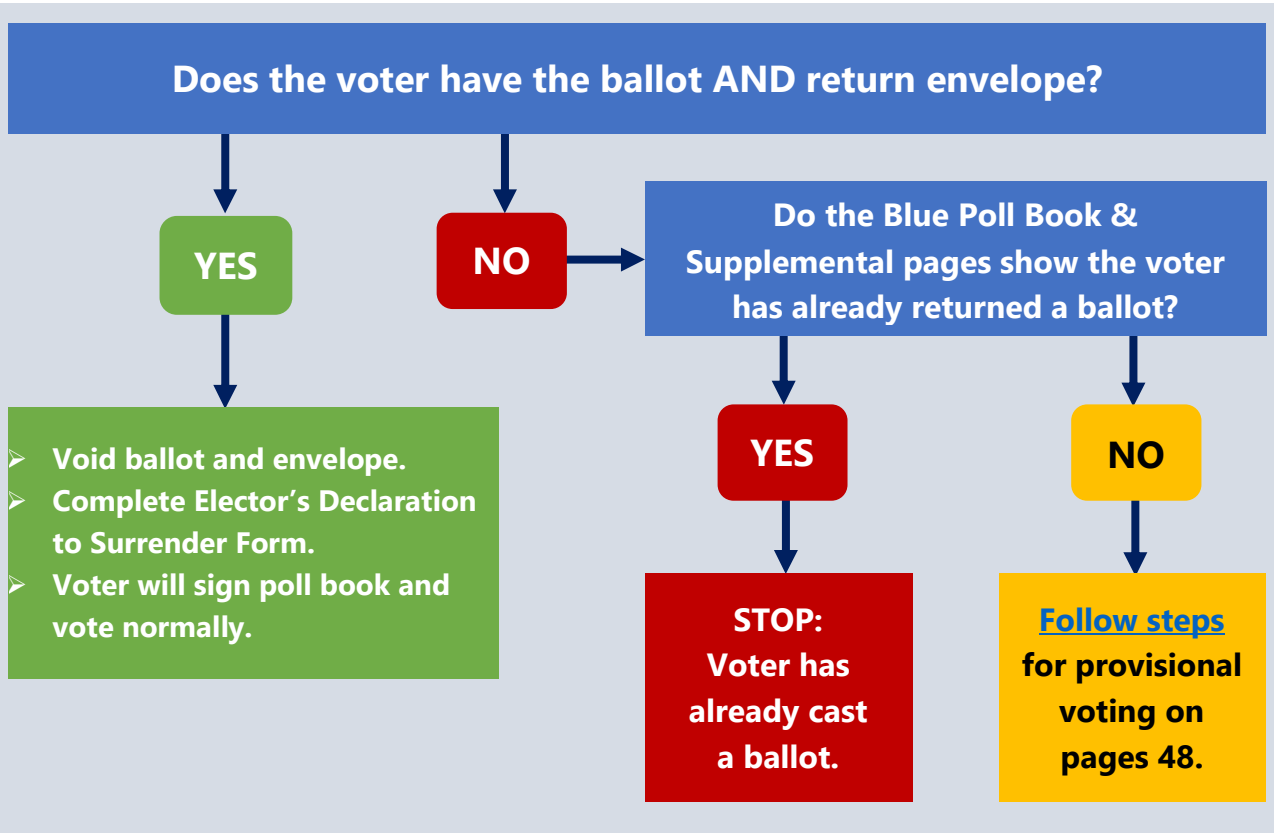 Does the voter have the ballot AND return envelope?
YES
NO
Do the Blue Poll Book &
Supplemental pages show the voter
has already returned a ballot?
Void ballot and envelope.
Complete Elector’s Declaration
to Surrender Form.
Voter will sign poll book and
vote normally.
YES
NO
STOP:
Voter has
already cast
a ballot.
Follow steps
for provisional
voting on
pages 48.